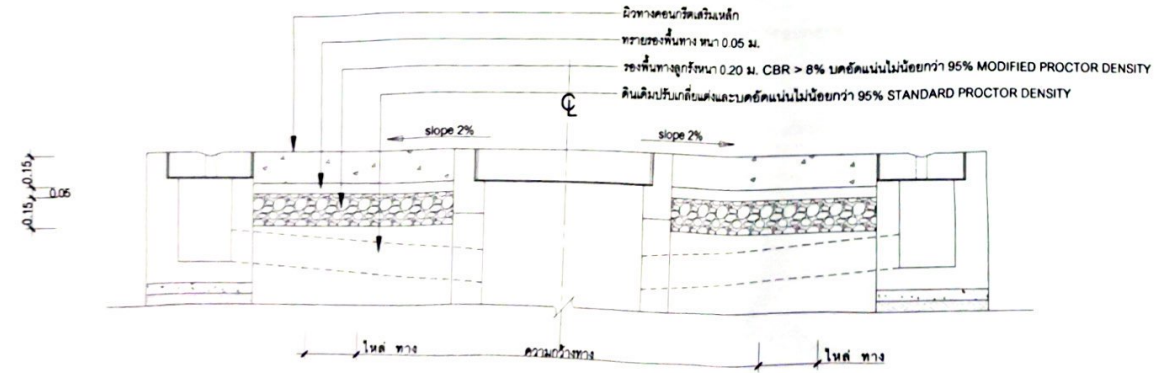 ผิวทางคอนกรีตเสริมเหล็ก
ทรายรองพื้นทาง หนา 0.05 ม.
รองพื้นทางลูกรังหนา 0.20 ม. CBR > 8% บดอัดแน่นไม่น้อยกว่า 95% MODIFIED PROCTOR DENSITY
ดินเดิมปรับเกลี่ยแต่งและบดอัดแน่นไม่น้อยกว่า 95% STANDARD PROCTOR DENSITY
℄
slope 2%
slope 2%
0.15
0.05
0.15
ไหล่ ทาง
ความกว้างทาง
ไหล่ ทาง